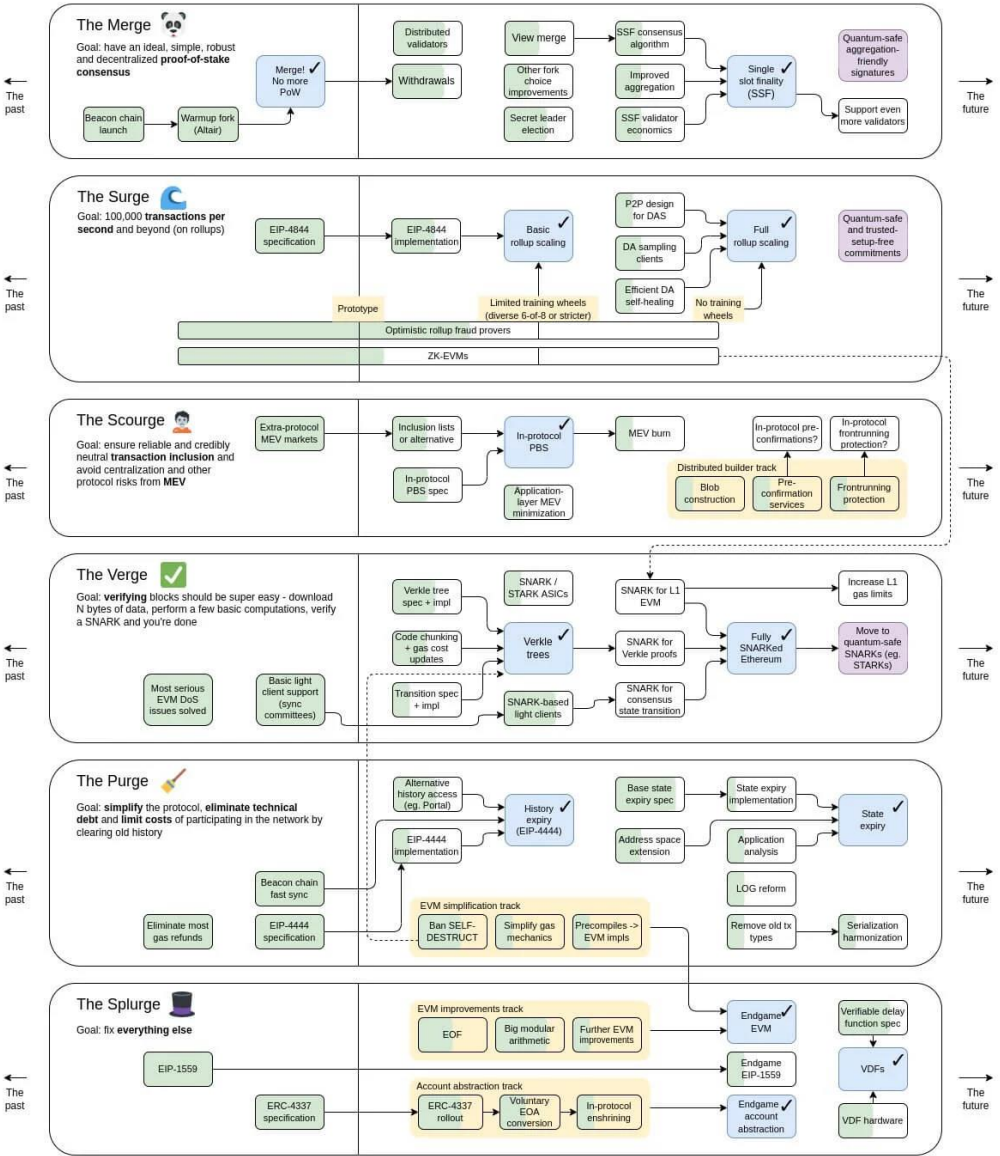 The Merge
Goal: have an ideal, simple, robust
and decentralized proof-of-stake
consensus
Beacon chain
launch
Warmup fork
(Altair)
Merge!
No more
PoW
Distributed
validators
Withdrawals
View merge
Other fork
choice
improvements
Secret leader
election
SSF consensus
algorithm
Improved
aggregation
SSF validator
economics
Single
slot finality
(SSF)
Quantum-safe
aggregation-
friendly
signatures
Support even
more validators
The
past
The
future
The Surge
Goal: 100,000 transactions per
second and beyond (on rollups)
EIP-4844
specification
EIP-4844
implementation
Basic
rollup scaling
P2P design
for DAS
DA sampling
clients
Efficient DA
self-healing
Full
rollup scaling
Quantum-safe
and trusted-
setup-free
commitments
Prototype
Limited training wheels
(diverse 6-of-8 or stricter)
No training
wheels
Optimistic rollup fraud provers
ZK-EVMs
The
past
The
future
The Scourge
Goal: ensure reliable and credibly
neutral transaction inclusion and
avoid centralization and other
protocol risks from MEV
Extra-protocol
MEV markets
Inclusion lists
or alternative
In-protocol
PBS spec
In-protocol
PBS
Application-
layer MEV
minimization
MEV burn
In-protocol pre-
confirmations?
In-protocol
frontrunning
protection?
Distributed builder track
Blob
construction
Pre-
confirmation
services
Frontrunning
protection
The
past
The
future
The Verge
Goal: verifying blocks should be super easy - download
N bytes of data, perform a few basic computations, verify
a SNARK and you're done
Most serious
EVM DoS
issues solved
Basic light
client support
(sync
committees)
Verkle tree
spec + impl
Code chunking
+ gas cost
updates
Transition spec
+ impl
SNARK /
STARK ASICs
Verkle
trees
SNARK-based
light clients
SNARK for L1
EVM
SNARK for
Verkle proofs
SNARK for
consensus
state transition
Fully
SNARKed
Ethereum
Increase L1
gas limits
Move to
quantum-safe
SNARKs (eg.
STARKs)
The
past
The
future
The Purge
Goal: simplify the protocol, eliminate technical
debt and limit costs of participating in the network by
clearing old history
Eliminate most
gas refunds
Beacon chain
fast sync
EIP-4444
specification
Alternative
history access
(eg. Portal)
EIP-4444
implementation
History
expiry
(EIP-4444)
Base state
expiry spec
Address space
extension
State expiry
implementation
Application
analysis
LOG reform
Remove old tx
types
State
expiry
Serialization
harmonization
EVM simplification track
Ban SELF-
DESTRUCT
Simplify gas
mechanics
Precompiles ->
EVM impls
The
past
The
future
The Splurge
Goal: fix everything else
EIP-1559
ERC-4337
specification
EVM improvements track
EOF
Big modular
arithmetic
Further EVM
improvements
Account abstraction track
ERC-4337
rollout
Voluntary
EOA
conversion
In-protocol
enshrining
Endgame
EVM
Endgame
EIP-1559
Endgame
account
abstraction
Verifiable delay
function spec
VDFs
VDF hardware
The
past
The
future